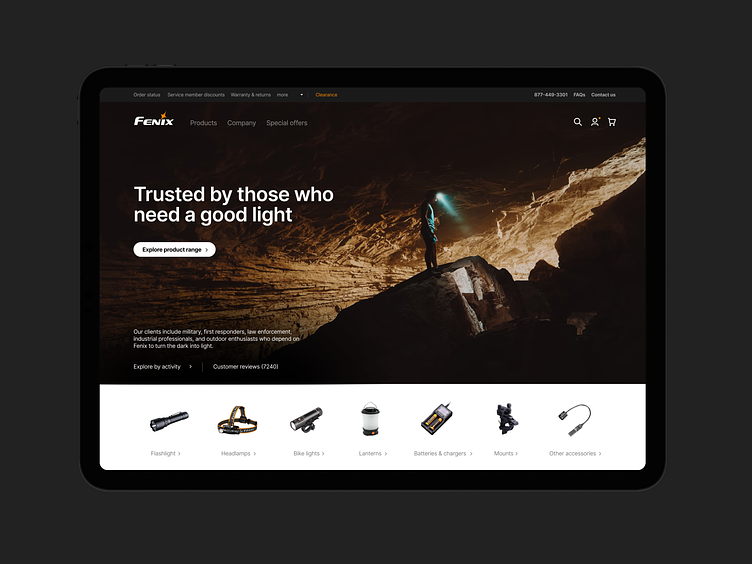 Order status Service member discounts Warranty & returns more Clearance 877-449-3301 FAQs Contact us
FENIX Products Company Special offers
Trusted by those who
need a good light
Explore product range
Our clients include military, first responders, law enforcement,
industrial professionals, and outdoor enthusiasts who depend on
Fenix to turn the dark into light.
Explore by activity Customer reviews (7240)
Flashlight Headlamps Bike lights Lanterns Batteries & chargers Mounts Other accessories